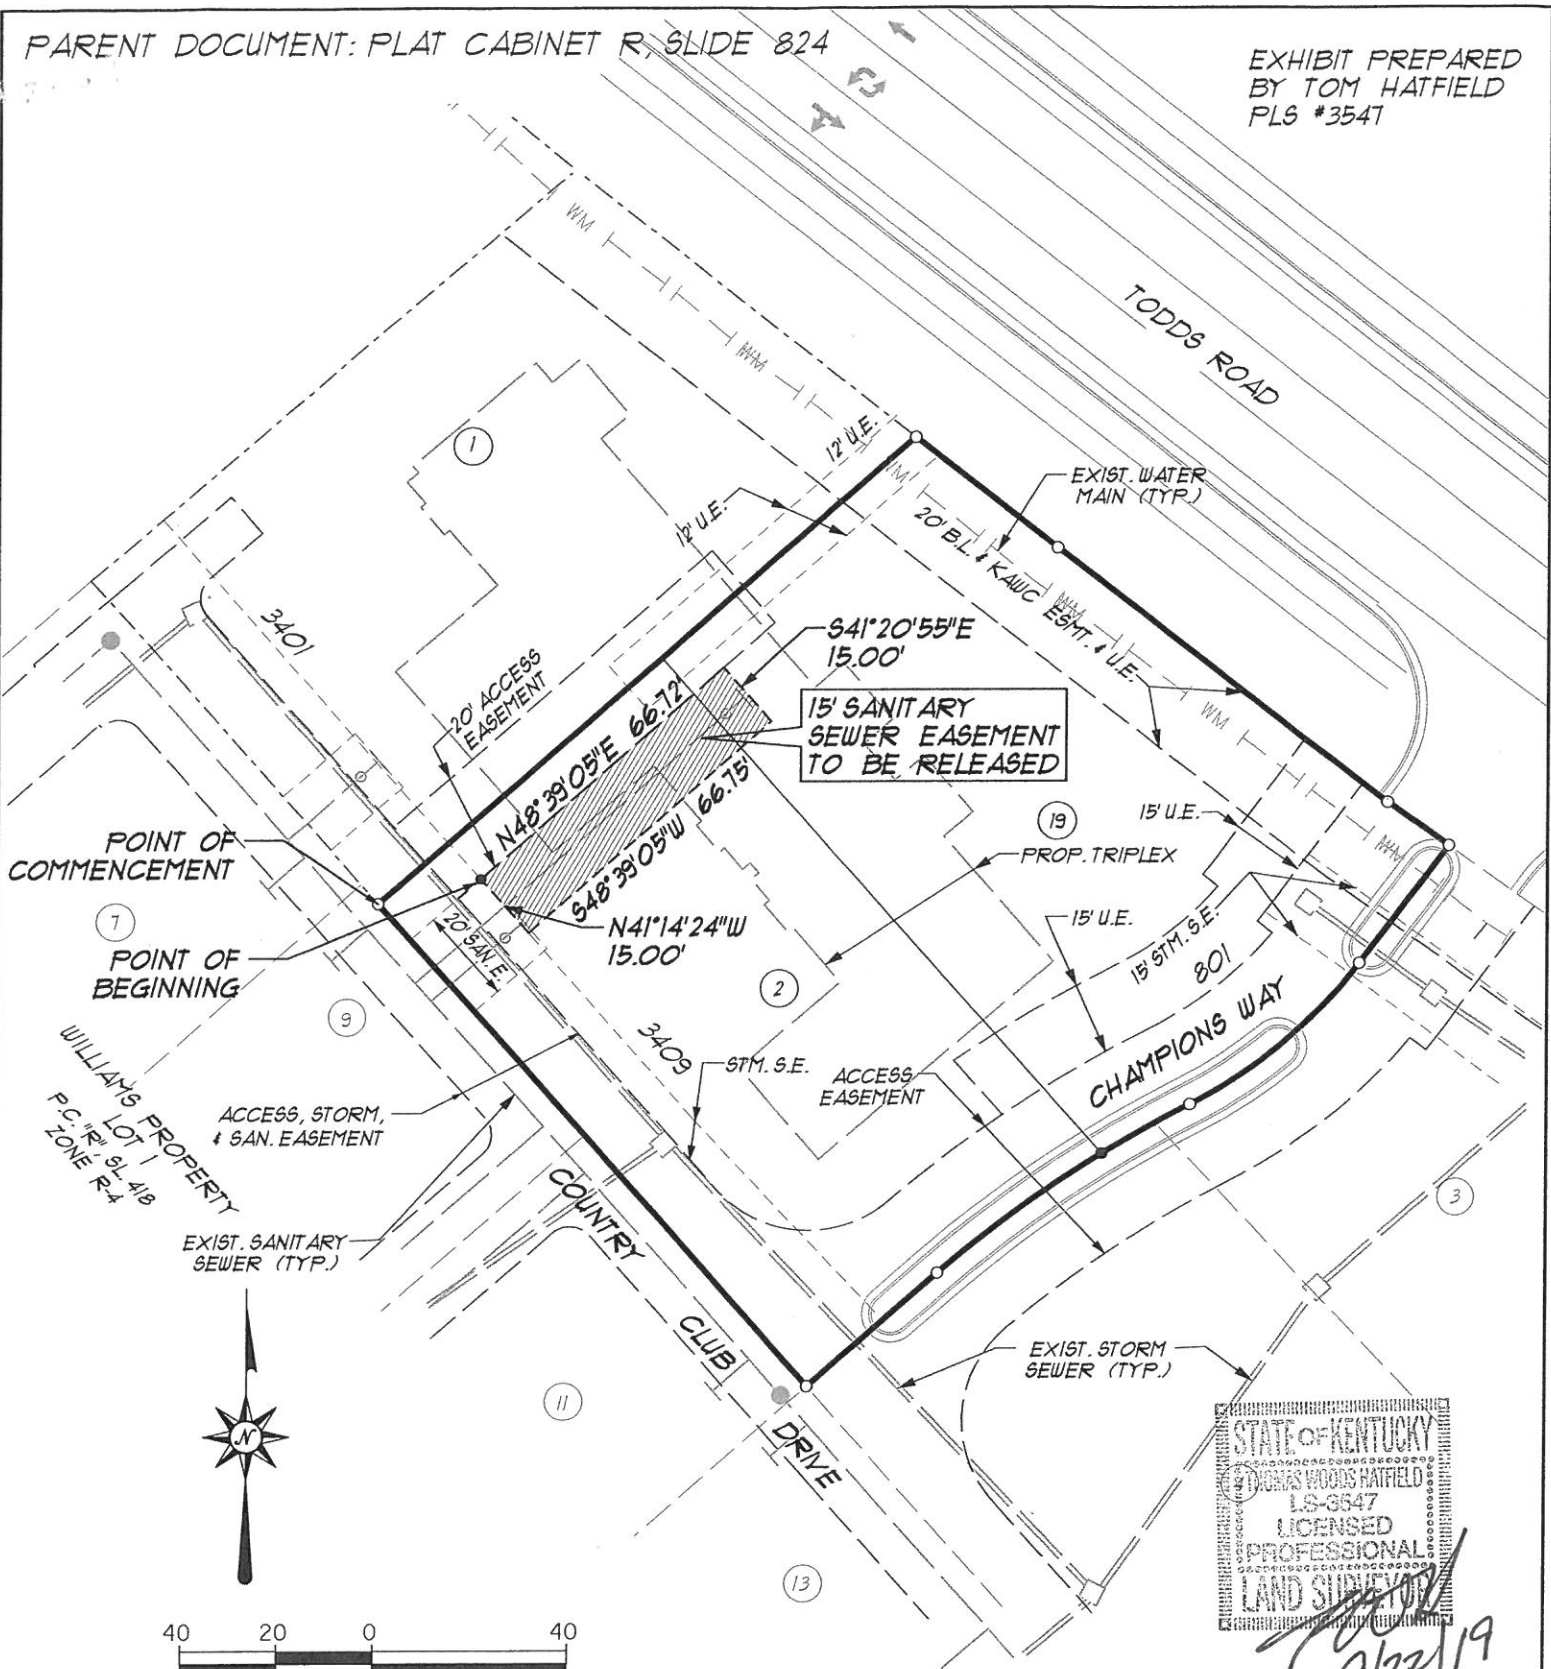 PARENT DOCUMENT: PLAT CABINET R, SLIDE 824
EXHIBIT PREPARED
BY TOM HATFIELD
PLS #3547
WM
WM
TODDS ROAD
1
12' U.E.
WM
EXIST. WATER
MAIN (TYP.)
12' U.E.
20' B.L. & KAWC ESMT. & U.E.
WM
3401
S41°20'55"E
15.00'
20' ACCESS
EASEMENT
N48°39'05"E 66.72'
15' SANITARY
SEWER EASEMENT
TO BE RELEASED
WM
S48°39'05"W 66.75'
15' U.E.
19
PROP. TRIPLEX
WM
POINT OF
COMMENCEMENT
7
N41°14'24"W
15.00'
15' U.E.
15' STM. S.E.
20' SAN. E.
801
POINT OF
BEGINNING
2
9
CHAMPIONS WAY
3409
STM. S.E.
ACCESS
EASEMENT
WILLIAMS PROPERTY
LOT 1
P.C. "R", SL. 418
ZONE R-4
ACCESS, STORM,
& SAN. EASEMENT
3
COUNTRY
EXIST. SANITARY
SEWER (TYP.)
CLUB
EXIST. STORM
SEWER (TYP.)
11
DRIVE
N
STATE OF KENTUCKY
THOMAS WOODS HATFIELD
LS-3547
LICENSED
PROFESSIONAL
LAND SURVEYOR
13
40 20 0 40